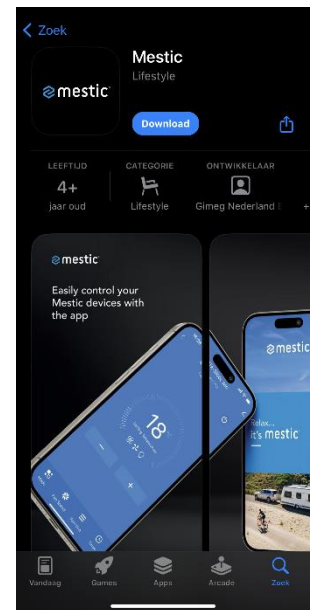 Zoek
Mestic
Lifestyle
mestic
Download
LEEFTIJD
CATEGORIE
ONTWIKKELAAR
4+
jaar oud
Lifestyle
Gimeg Nederland
+
mestic
Easily control your
Mestic devices with
the app
18
mestic
Relax...
it's mestic
Vandaag
Games
Apps
Arcade
Zoek